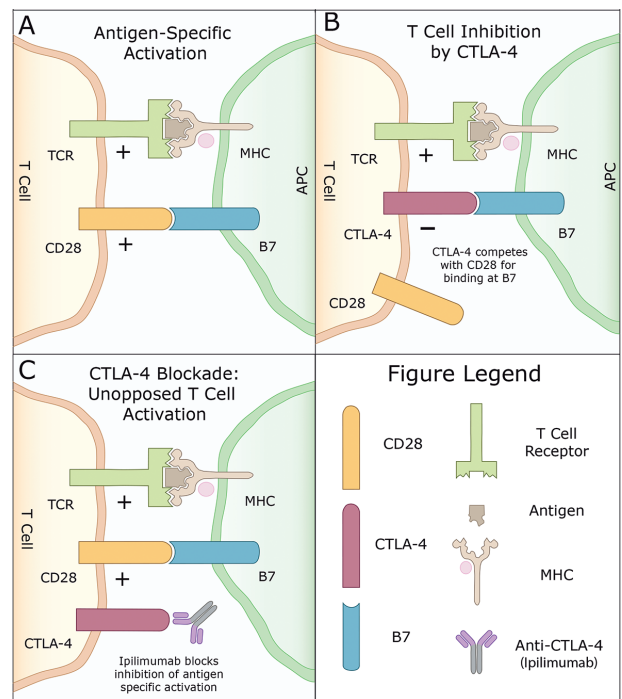 A
Antigen-Specific
Activation
TCR
+
MHC
T Cell
APC
CD28
+
B7
B
T Cell Inhibition
by CTLA-4
TCR
+
MHC
T Cell
APC
CTLA-4
−
B7
CTLA-4 competes
with CD28 for
binding at B7
CD28
C
CTLA-4 Blockade:
Unopposed T Cell
Activation
TCR
+
MHC
T Cell
CD28
+
B7
CTLA-4
Ipilimumab blocks
inhibition of antigen
specific activation
Figure Legend
CD28
T Cell
Receptor
CTLA-4
Antigen
MHC
B7
Anti-CTLA-4
(Ipilimumab)